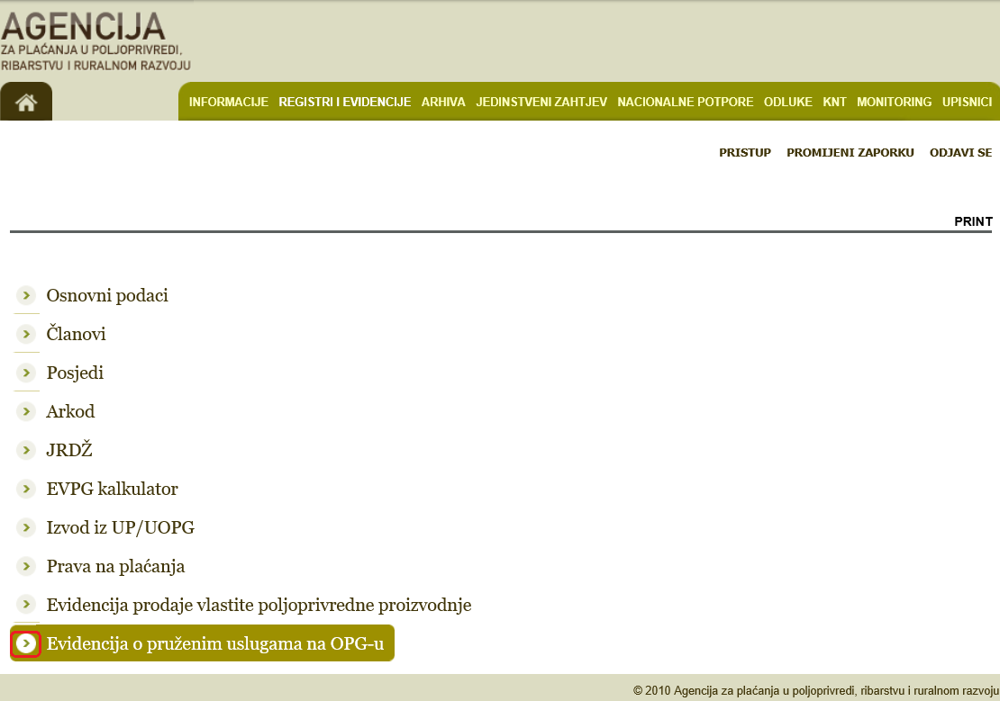 AGENCIJA
ZA PLAĆANJA U POLJOPRIVREDI,
RIBARSTVU I RURALNOM RAZVOJU
INFORMACIJE REGISTRI I EVIDENCIJE ARHIVA JEDINSTVENI ZAHTJEV NACIONALNE POTPORE ODLUKE KNT MONITORING UPISNICI
PRISTUP PROMIJENI ZAPORKU ODJAVI SE
PRINT
Osnovni podaci
Članovi
Posjedi
Arkod
JRDŽ
EVPG kalkulator
Izvod iz UP/UOPG
Prava na plaćanja
Evidencija prodaje vlastite poljoprivredne proizvodnje
Evidencija o pruženim uslugama na OPG-u
© 2010 Agencija za plaćanja u poljoprivredi, ribarstvu i ruralnom razvoju